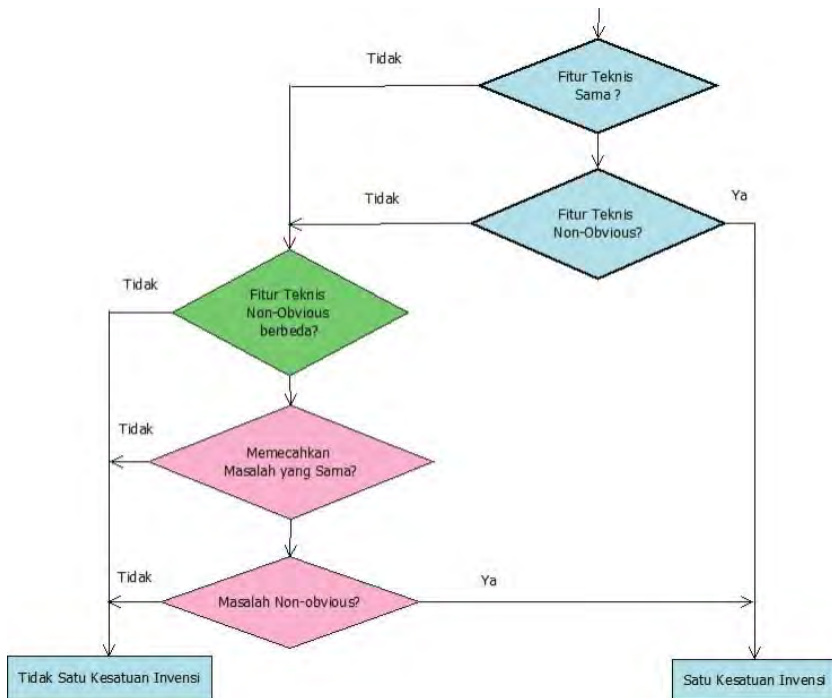 Tidak
Fitur Teknis
Sama ?
Tidak
Ya
Fitur Teknis
Non-Obvious?
Tidak
Fitur Teknis
Non-Obvious
berbeda?
Tidak
Memecahkan
Masalah yang Sama?
Tidak
Ya
Masalah Non-obvious?
Tidak Satu Kesatuan Invensi
Satu Kesatuan Invensi